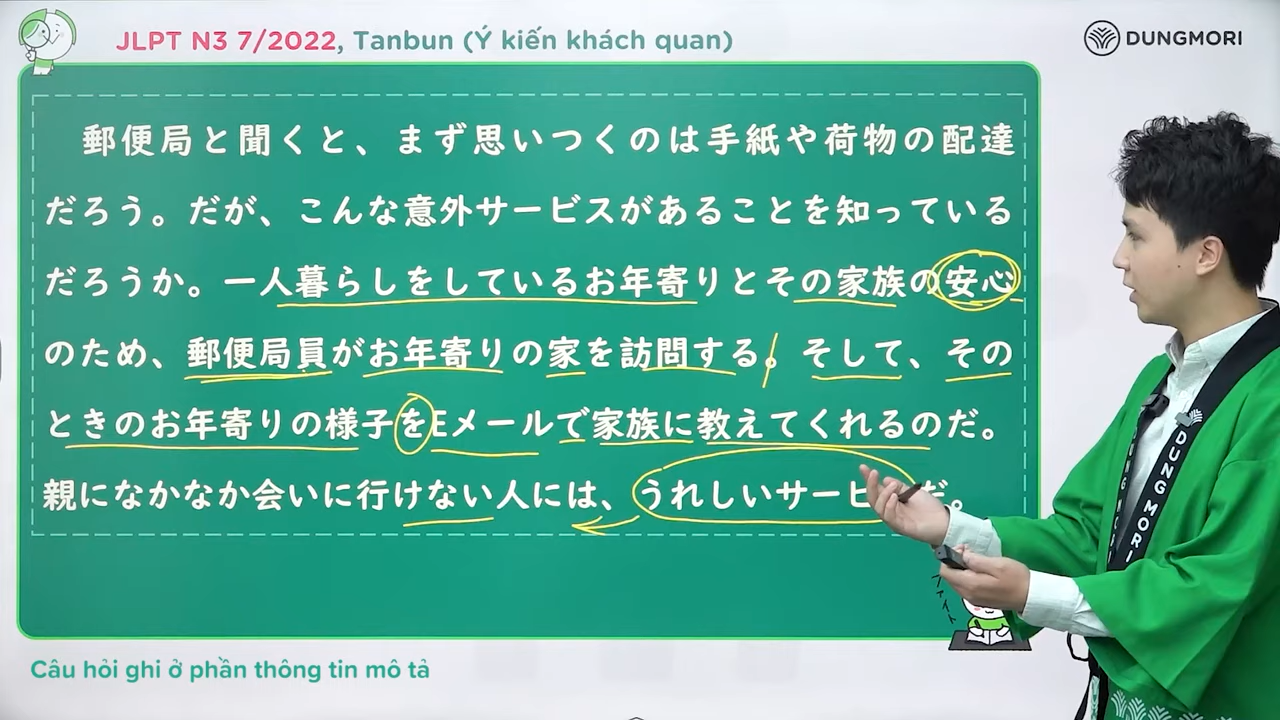 JLPT N3 7/2022, Tanbun (Ý kiến khách quan)
DUNGMORI
郵便局と聞くと、まず思いつくのは手紙や荷物の配達
だろう。だが、こんな意外サービスがあることを知っている
だろうか。一人暮らしをしているお年寄りとその家族の安心
のため、郵便局員がお年寄りの家を訪問する。そして、その
ときのお年寄りの様子をEメールで家族に教えてくれるのだ。
親になかなか会いに行けない人には、うれしいサービ だ。
ファイト
DUNG MORI
Câu hỏi ghi ở phần thông tin mô tả